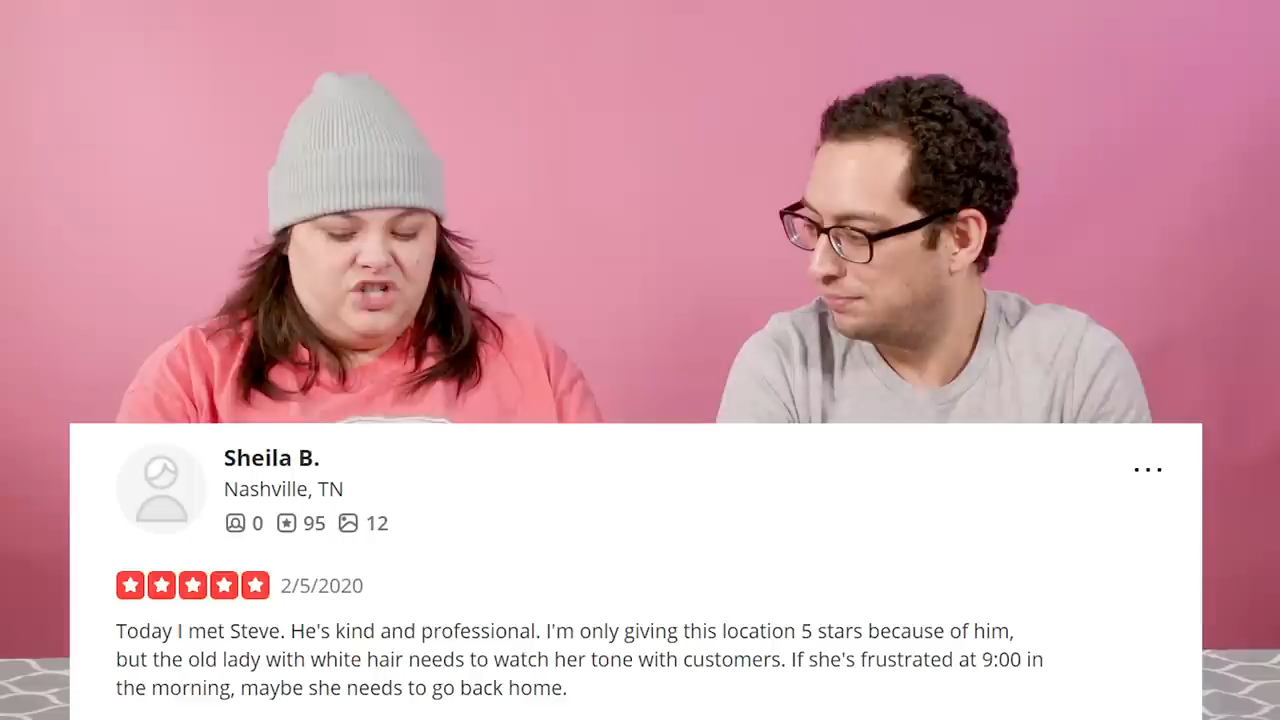 Sheila B.
Nashville, TN
0 95 12
2/5/2020
Today I met Steve. He's kind and professional. I'm only giving this location 5 stars because of him,
but the old lady with white hair needs to watch her tone with customers. If she's frustrated at 9:00 in
the morning, maybe she needs to go back home.